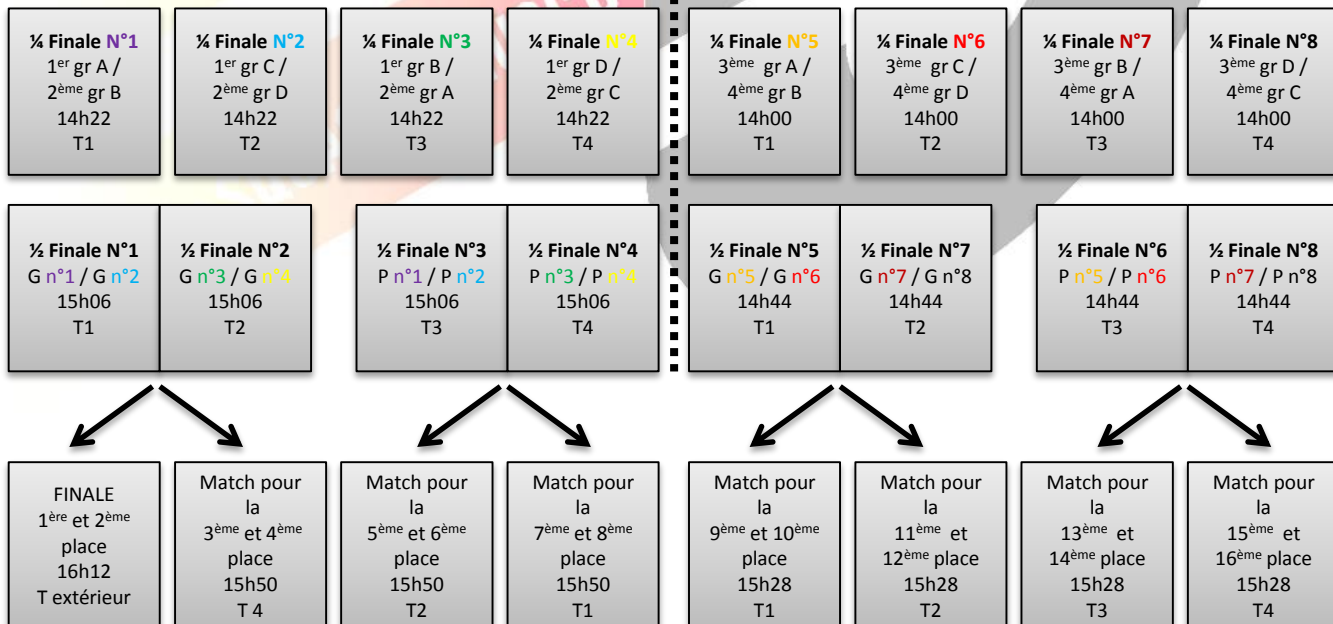 ¼ Finale N°1
1er gr A /
2ème gr B
14h22
T1
¼ Finale N°2
1er gr C /
2ème gr D
14h22
T2
¼ Finale N°3
1er gr B /
2ème gr A
14h22
T3
¼ Finale N°4
1er gr D /
2ème gr C
14h22
T4
¼ Finale N°5
3ème gr A /
4ème gr B
14h00
T1
¼ Finale N°6
3ème gr C /
4ème gr D
14h00
T2
¼ Finale N°7
3ème gr B /
4ème gr A
14h00
T3
¼ Finale N°8
3ème gr D /
4ème gr C
14h00
T4
½ Finale N°1
G n°1 / G n°2
15h06
T1
½ Finale N°2
G n°3 / G n°4
15h06
T2
½ Finale N°3
P n°1 / P n°2
15h06
T3
½ Finale N°4
P n°3 / P n°4
15h06
T4
½ Finale N°5
G n°5 / G n°6
14h44
T1
½ Finale N°7
G n°7 / G n°8
14h44
T2
½ Finale N°6
P n°5 / P n°6
14h44
T3
½ Finale N°8
P n°7 / P n°8
14h44
T4
FINALE
1ère et 2ème
place
16h12
T extérieur
Match pour
la
3ème et 4ème
place
15h50
T 4
Match pour
la
5ème et 6ème
place
15h50
T2
Match pour
la
7ème et 8ème
place
15h50
T1
Match pour
la
9ème et 10ème
place
15h28
T1
Match pour
la
11ème et
12ème place
15h28
T2
Match pour
la
13ème et
14ème place
15h28
T3
Match pour
la
15ème et
16ème place
15h28
T4